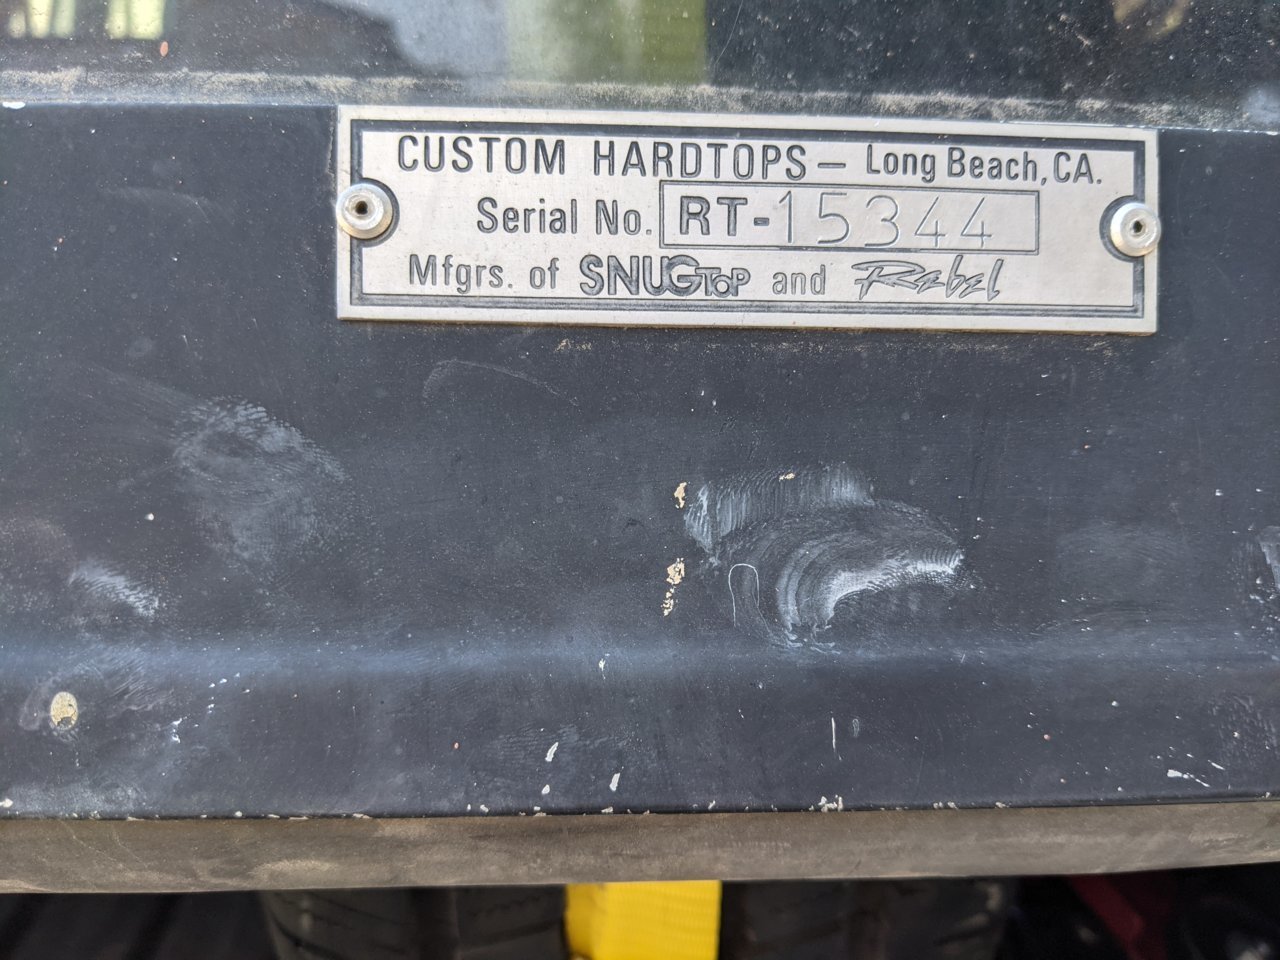 CUSTOM HARDTOPS – Long Beach, CA.
Serial No. RT-15344
Mfgrs. of SNUGTOP and Rebel